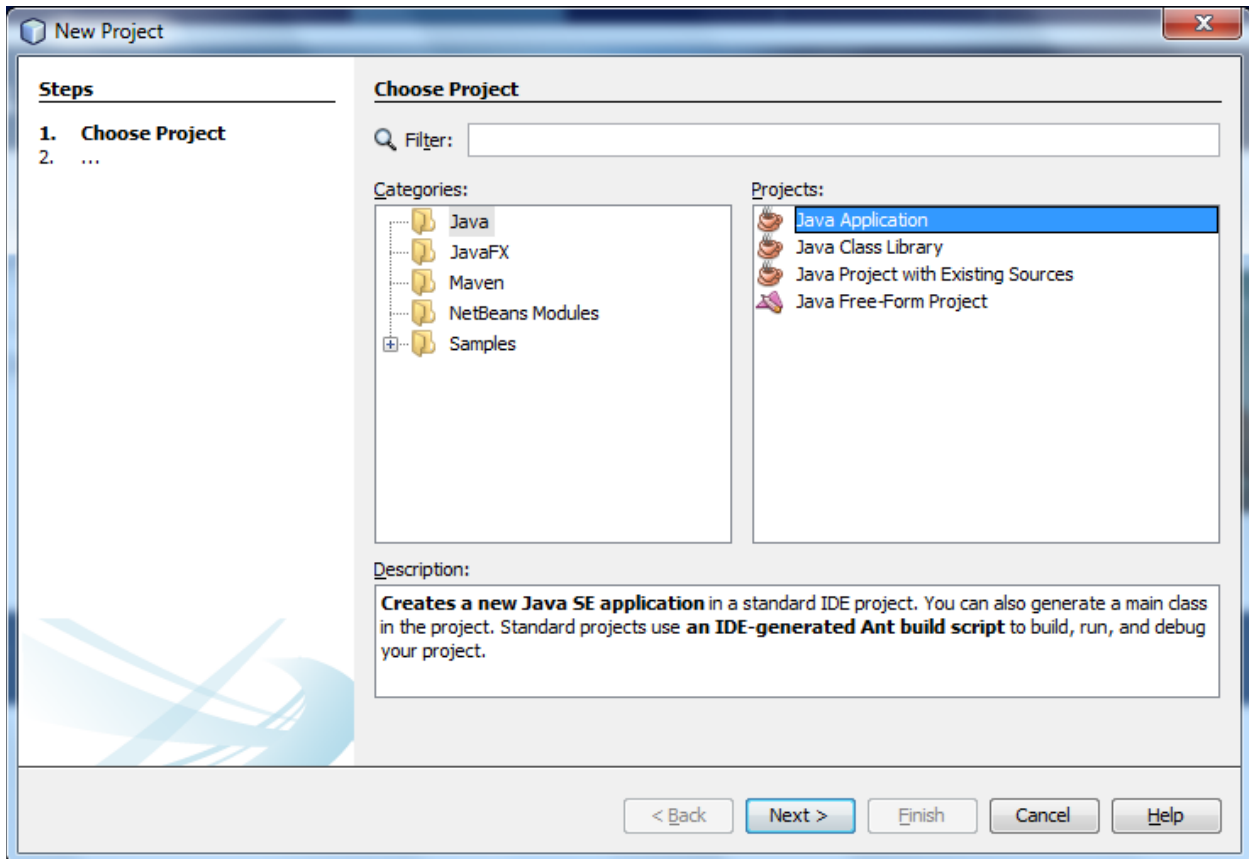 New Project
X
Steps
1. Choose Project
2. ...
Choose Project
Filter:
Categories:
Java
JavaFX
Maven
NetBeans Modules
Samples
Projects:
Java Application
Java Class Library
Java Project with Existing Sources
Java Free-Form Project
Description:
Creates a new Java SE application in a standard IDE project. You can also generate a main class
in the project. Standard projects use an IDE-generated Ant build script to build, run, and debug
your project.
< Back
Next >
Finish
Cancel
Help